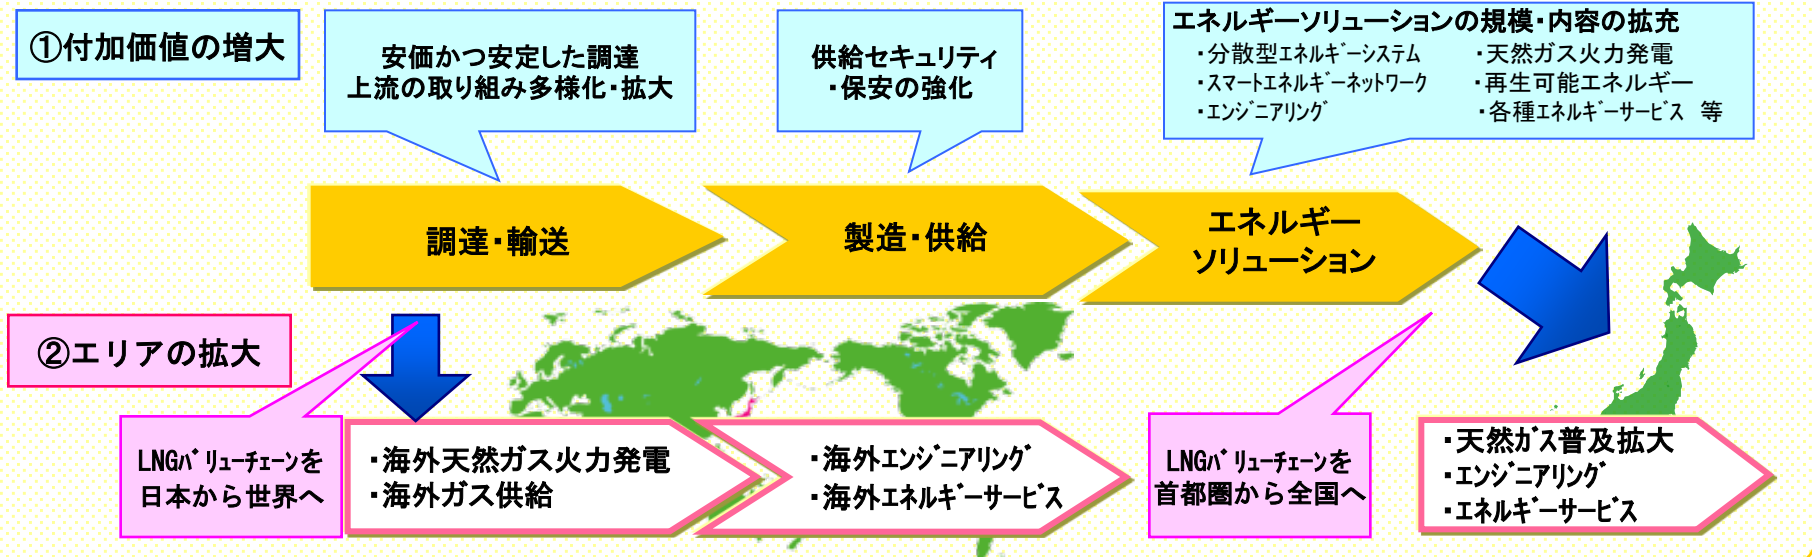 ①付加価値の増大
安価かつ安定した調達
上流の取り組み多様化・拡大
供給セキュリティ
・保安の強化
エネルギーソリューションの規模・内容の拡充
・分散型ｴﾈﾙｷﾞｰシステム
・天然ガス火力発電
・スマートエネルギーネットワーク
・再生可能エネルギー
・エンジニアリング
・各種ｴﾈﾙｷﾞｰサービス 等
調達・輸送
製造・供給
エネルギー
ソリューション
②エリアの拡大
LNGﾊﾞﾘｭｰﾁｪｰﾝを
日本から世界へ
・海外天然ガス火力発電
・海外ガス供給
・海外エンジニアリング
・海外エネルギーサービス
LNGﾊﾞﾘｭｰﾁｪｰﾝを
首都圏から全国へ
・天然ガス普及拡大
・エンジニアリング
・エネルギーサービス